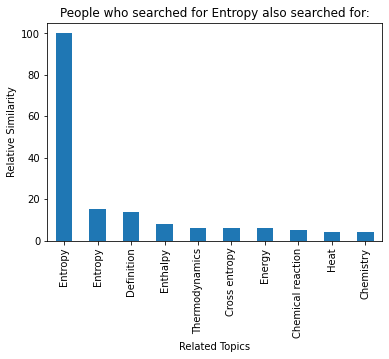 People who searched for Entropy also searched for:
Relative Similarity
100
80
60
40
20
0
Entropy
Entropy
Definition
Enthalpy
Thermodynamics
Cross entropy
Energy
Chemical reaction
Heat
Chemistry
Related Topics